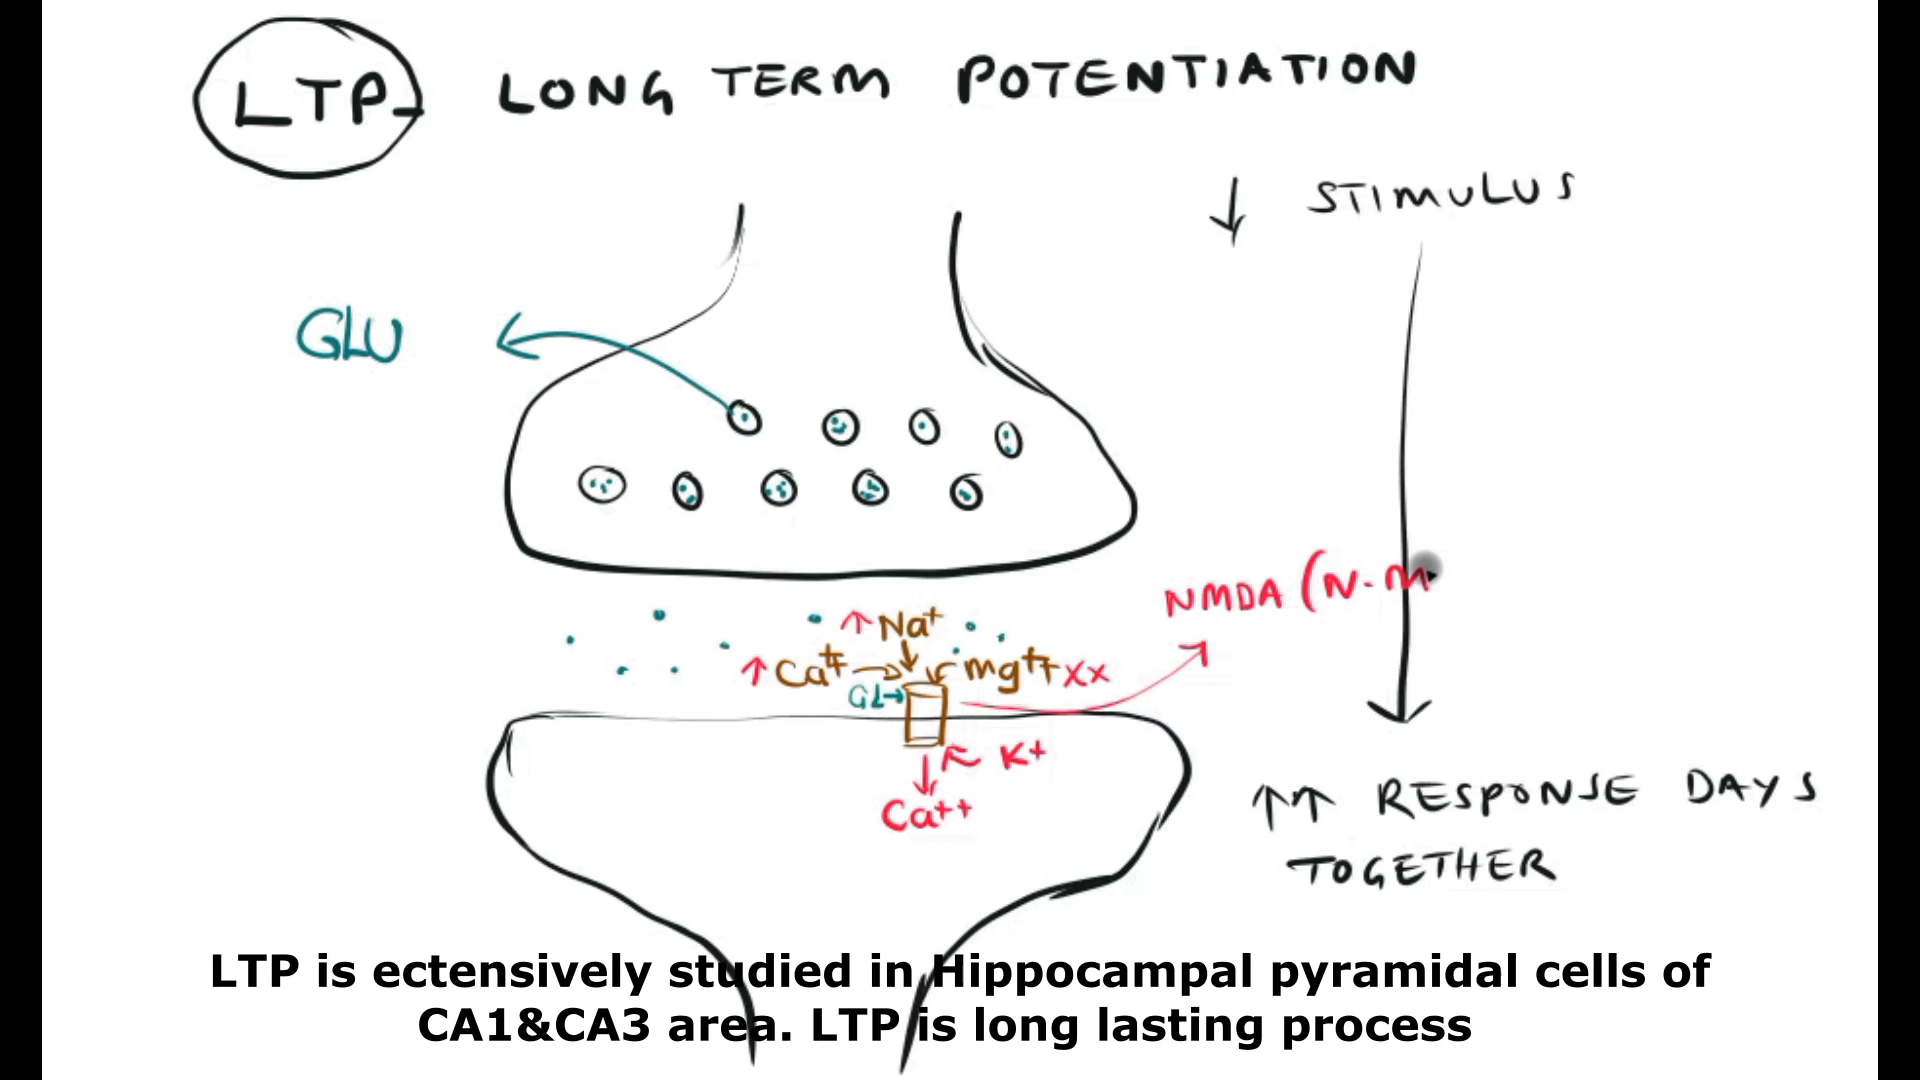 LTP- LONG TERM POTENTIATION
↓ STIMULUS
GLU
NMDA (N-M
↑ Na+
↑ Ca++ → Mg++ xx
GL→
K+
Ca++
↑↑ RESPONSE DAYS
TOGETHER
LTP is ectensively studied in Hippocampal pyramidal cells of
CA1&CA3 area. LTP is long lasting process